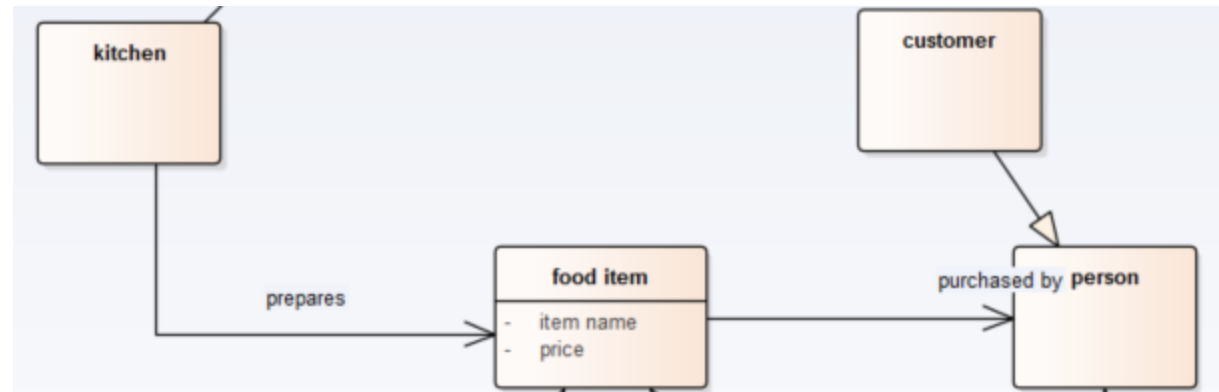 kitchen
customer
prepares
food item
- item name
- price
purchased by
person